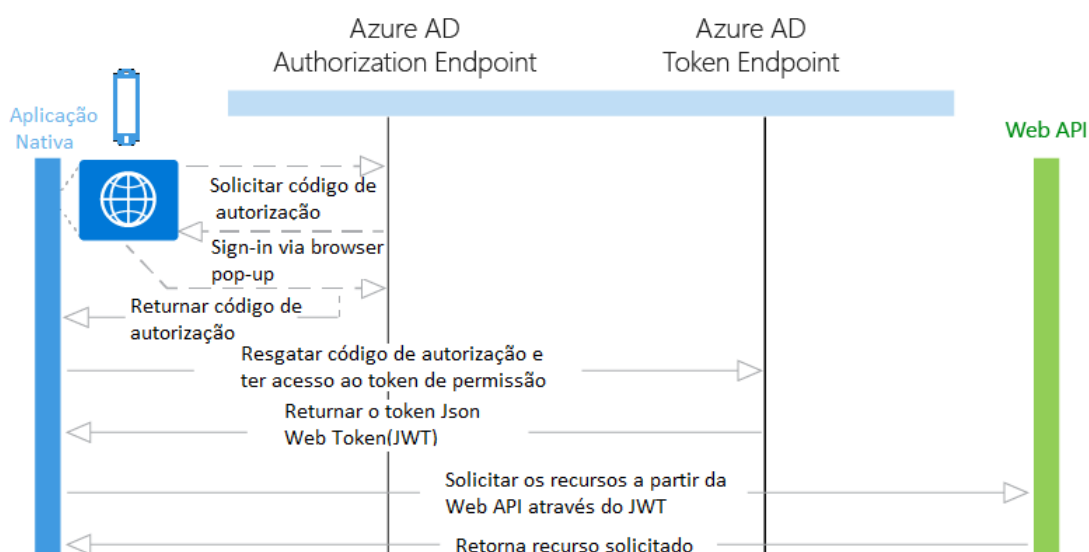 Azure AD
Authorization Endpoint
Azure AD
Token Endpoint
Aplicação
Nativa
Web API
Solicitar código de
autorização
Sign-in via browser
pop-up
Returnar código de
autorização
Resgatar código de autorização e
ter acesso ao token de permissão
Returnar o token Json
Web Token(JWT)
Solicitar os recursos a partir da
Web API através do JWT
Retorna recurso solicitado